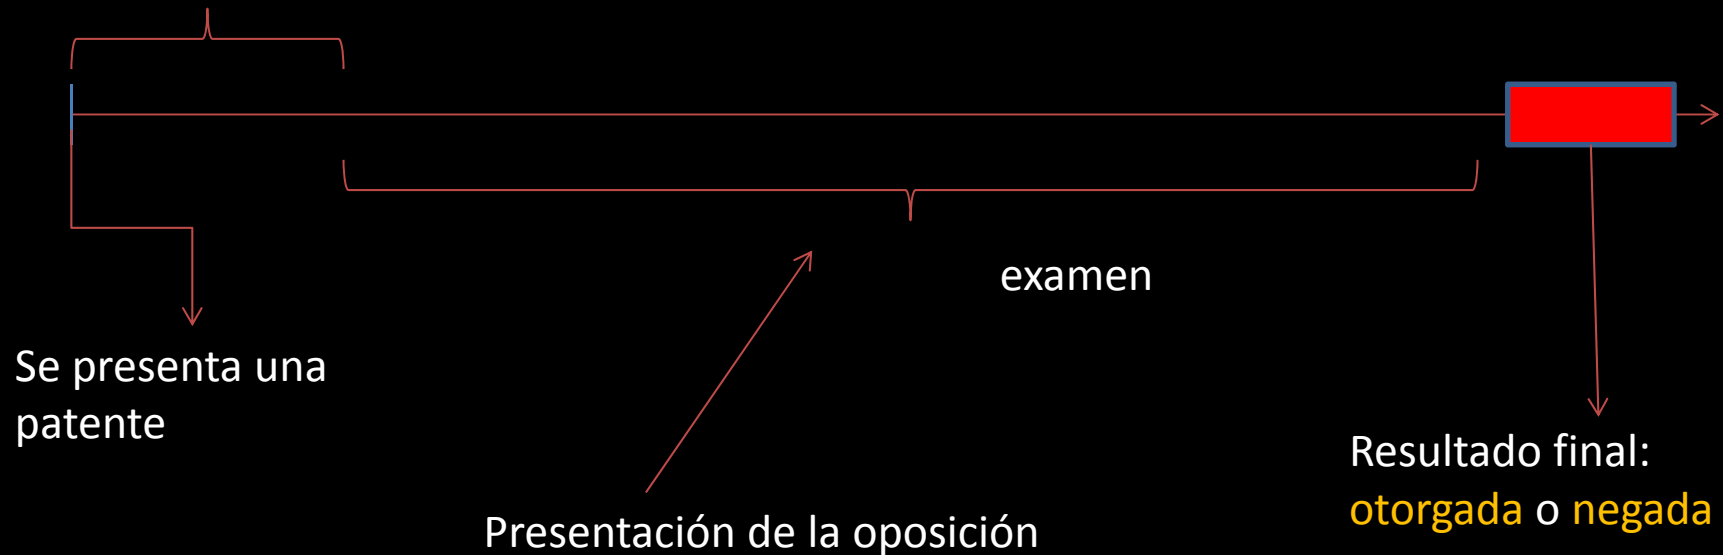 examen
Se presenta una
patente
Resultado final:
otorgada o negada
Presentación de la oposición